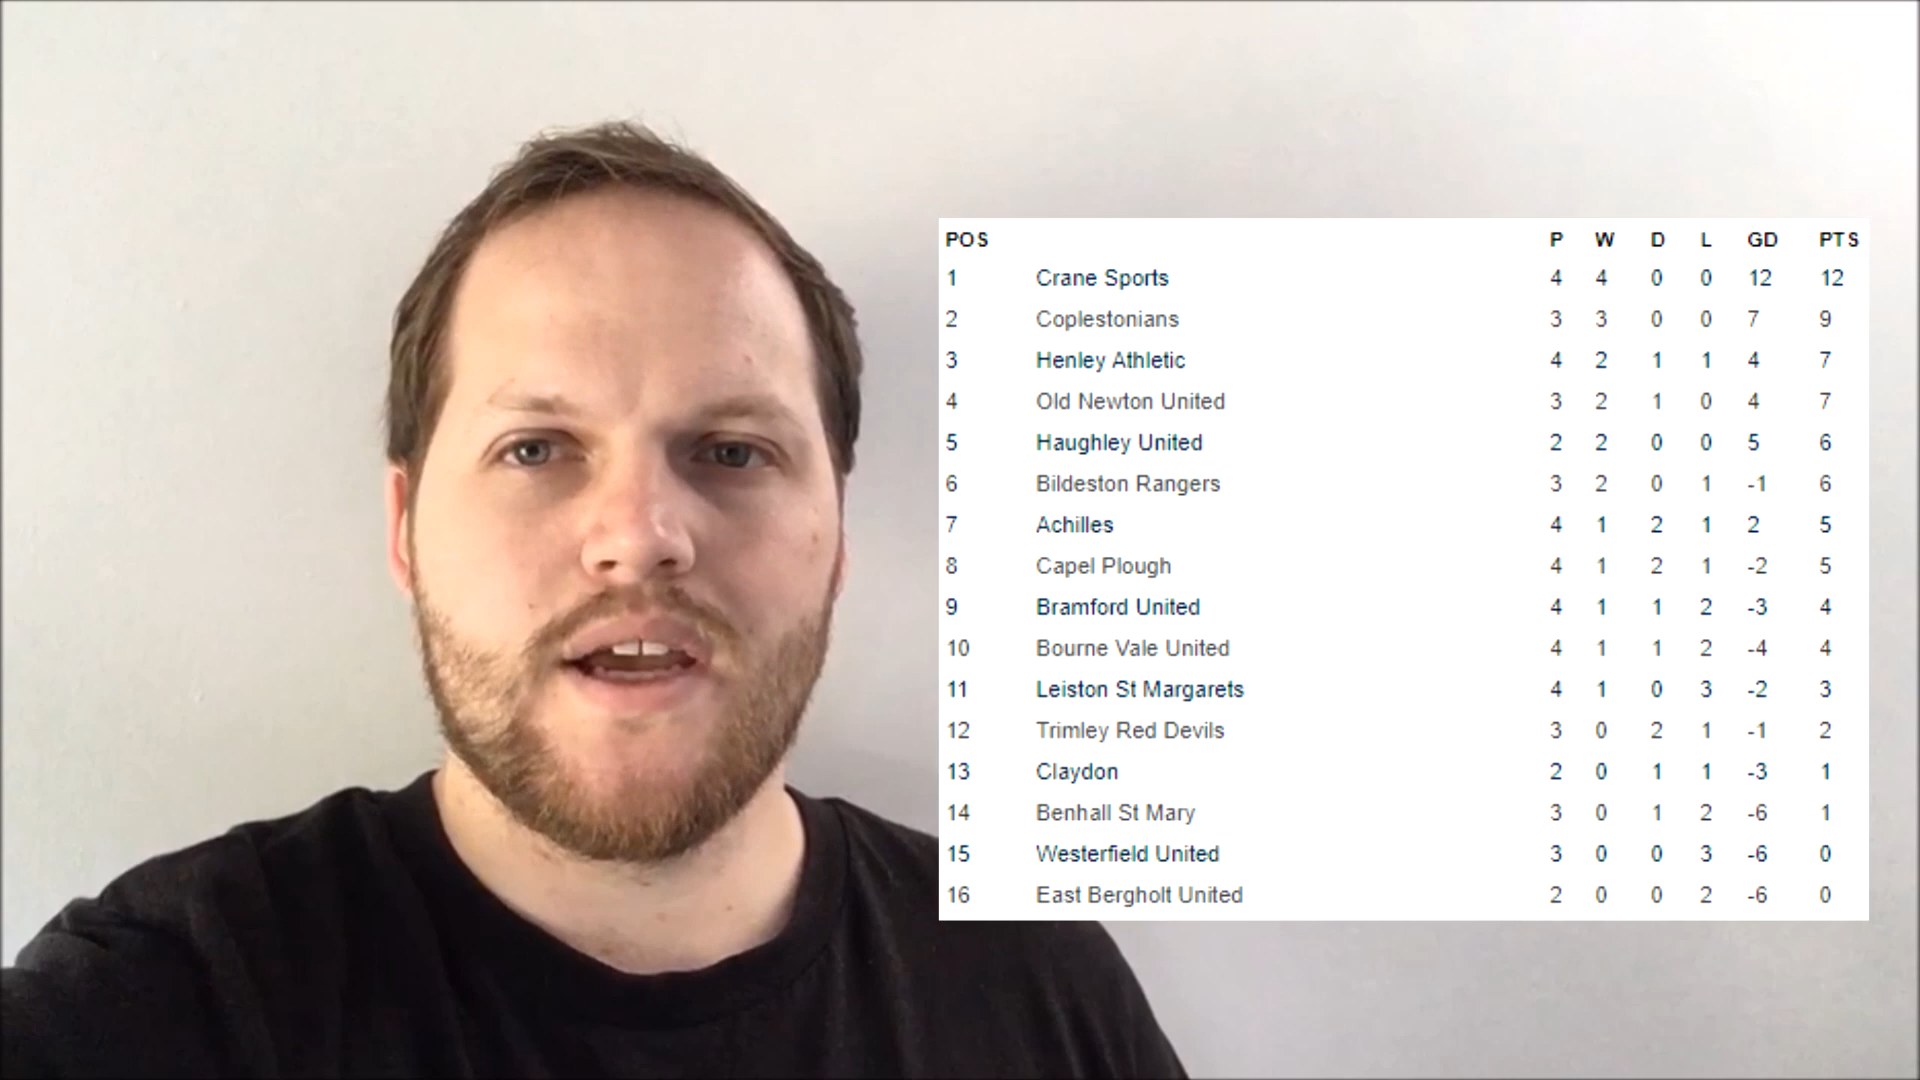 POS P W D L GD PTS
1 Crane Sports 4 4 0 0 12 12
2 Coplestonians 3 3 0 0 7 9
3 Henley Athletic 4 2 1 1 4 7
4 Old Newton United 3 2 1 0 4 7
5 Haughley United 2 2 0 0 5 6
6 Bildeston Rangers 3 2 0 1 -1 6
7 Achilles 4 1 2 1 2 5
8 Capel Plough 4 1 2 1 -2 5
9 Bramford United 4 1 1 2 -3 4
10 Bourne Vale United 4 1 1 2 -4 4
11 Leiston St Margarets 4 1 0 3 -2 3
12 Trimley Red Devils 3 0 2 1 -1 2
13 Claydon 2 0 1 1 -3 1
14 Benhall St Mary 3 0 1 2 -6 1
15 Westerfield United 3 0 0 3 -6 0
16 East Bergholt United 2 0 0 2 -6 0